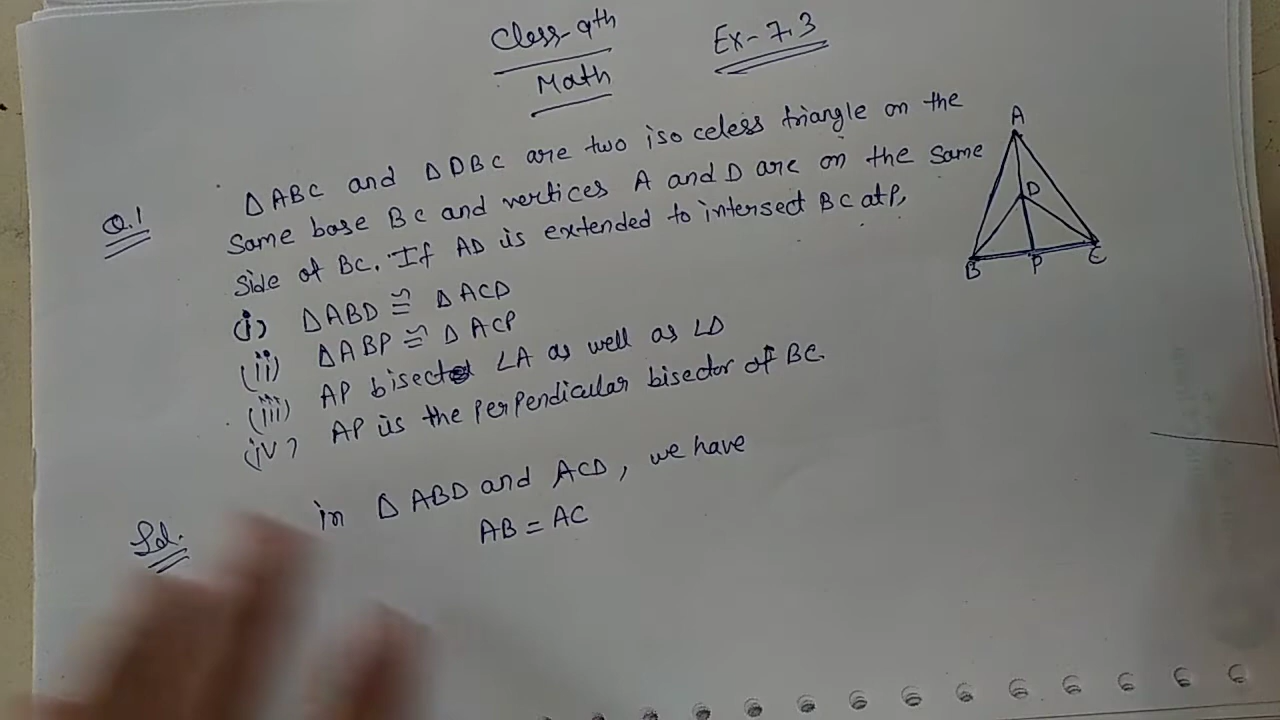 Class-9th
Math
Ex-7.3
Q.1
∆ABC and ∆DBC are two iso celess triangle on the
Same base BC and vertices A and D are on the same
side of BC. If AD is extended to intersect BC at P,
(i) ∆ABD ≅ ∆ACD
(ii) ∆ABP ≅ ∆ACP
(iii) AP bisects ∠A as well as ∠D
(iv) AP is the perpendicular bisector of BC.
A
D
B
P
C
Sol.
in ∆ABD and ACD, we have
AB = AC